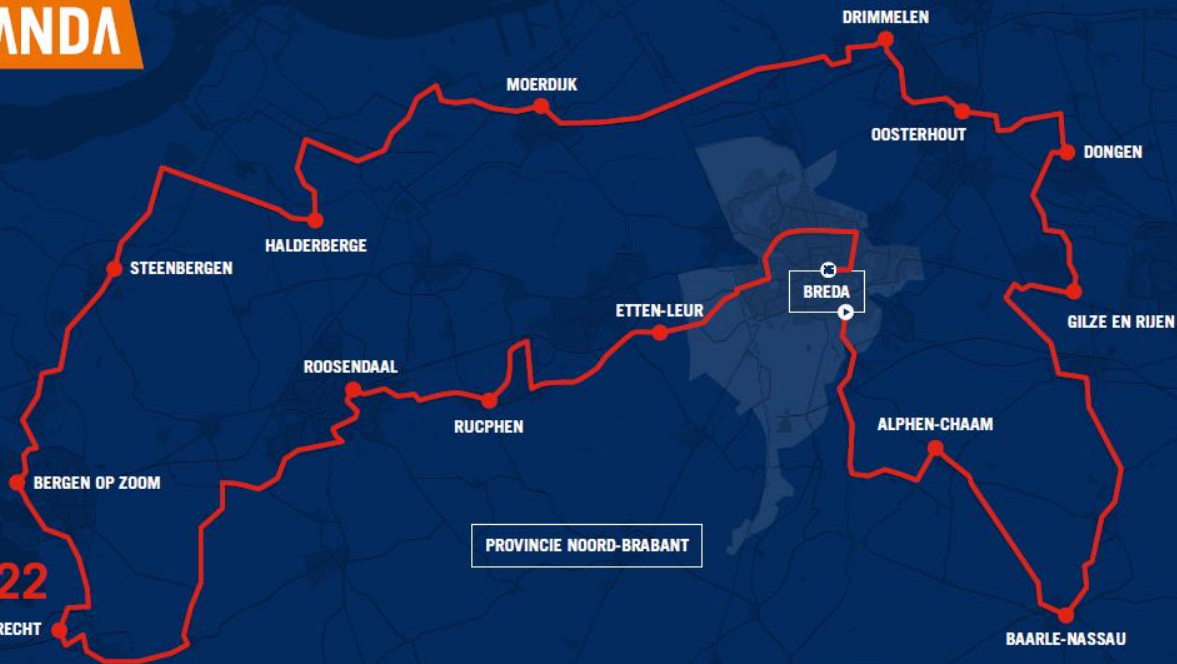 ANDA
DRIMMELEN
MOERDIJK
OOSTERHOUT
DONGEN
HALDERBERGE
STEENBERGEN
BREDA
ETTEN-LEUR
GILZE EN RIJEN
ROOSENDAAL
RUCPHEN
ALPHEN-CHAAM
BERGEN OP ZOOM
PROVINCIE NOORD-BRABANT
22
RECHT
BAARLE-NASSAU